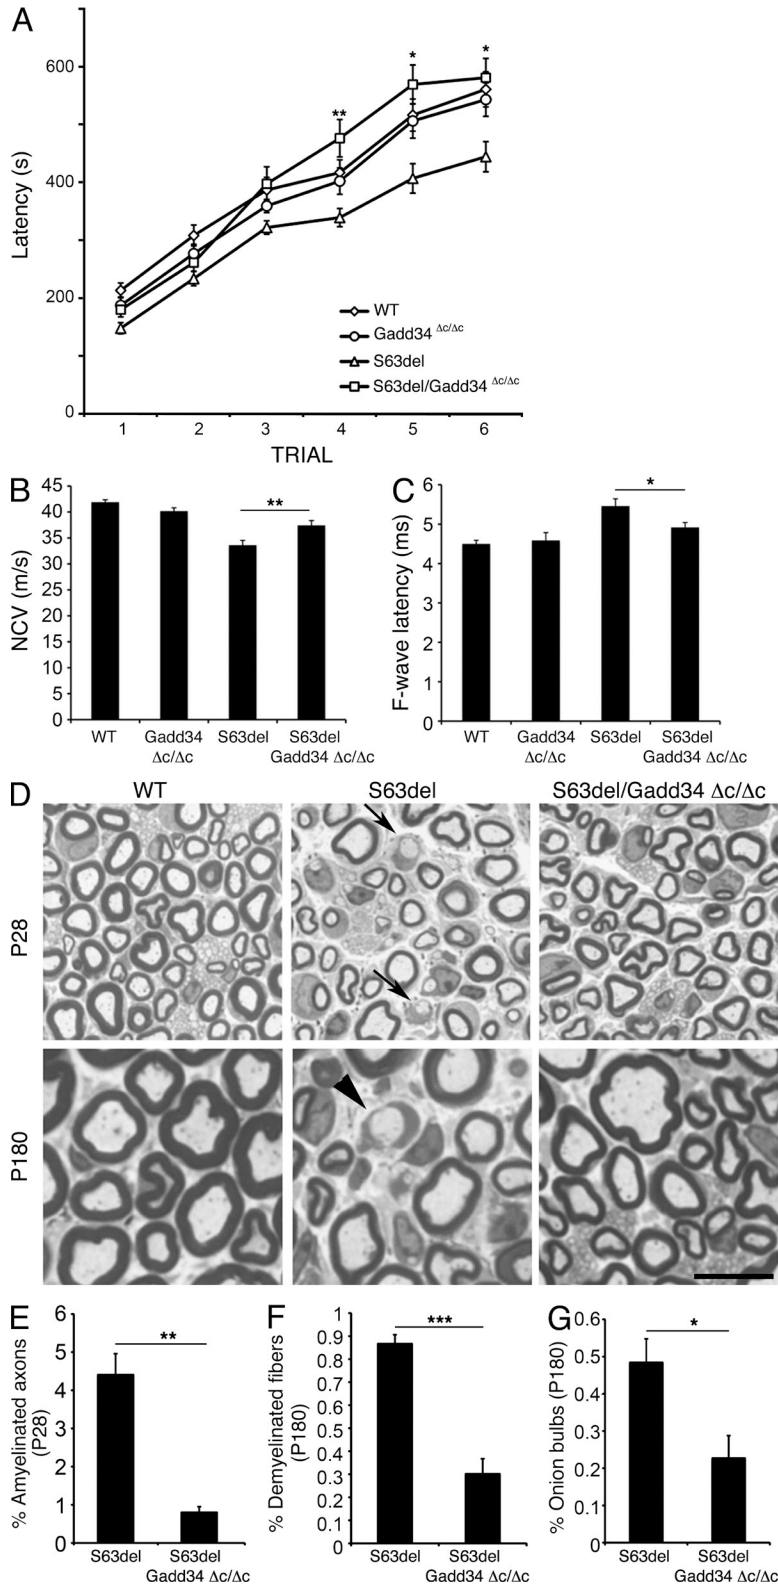 A
Latency (s)
600
400
200
0
**
*
*
WT
Gadd34 Δc/Δc
S63del
S63del/Gadd34 Δc/Δc
1 2 3 4 5 6
TRIAL
B
NCV (m/s)
45
40
35
30
25
20
15
10
5
0
**
WT
Gadd34
Δc/Δc
S63del
S63del
Gadd34 Δc/Δc
C
F-wave latency (ms)
6
5
4
3
2
1
0
*
WT
Gadd34
Δc/Δc
S63del
S63del
Gadd34 Δc/Δc
D
WT
S63del
S63del/Gadd34 Δc/Δc
P28
P180
E
% Amyelinated axons
(P28)
6
5
4
3
2
1
0
**
S63del
S63del
Gadd34 Δc/Δc
F
% Demyelinated fibers
(P180)
1
0.9
0.8
0.7
0.6
0.5
0.4
0.3
0.2
0.1
0
***
S63del
S63del
Gadd34 Δc/Δc
G
% Onion bulbs (P180)
0.6
0.5
0.4
0.3
0.2
0.1
0
*
S63del
S63del
Gadd34 Δc/Δc